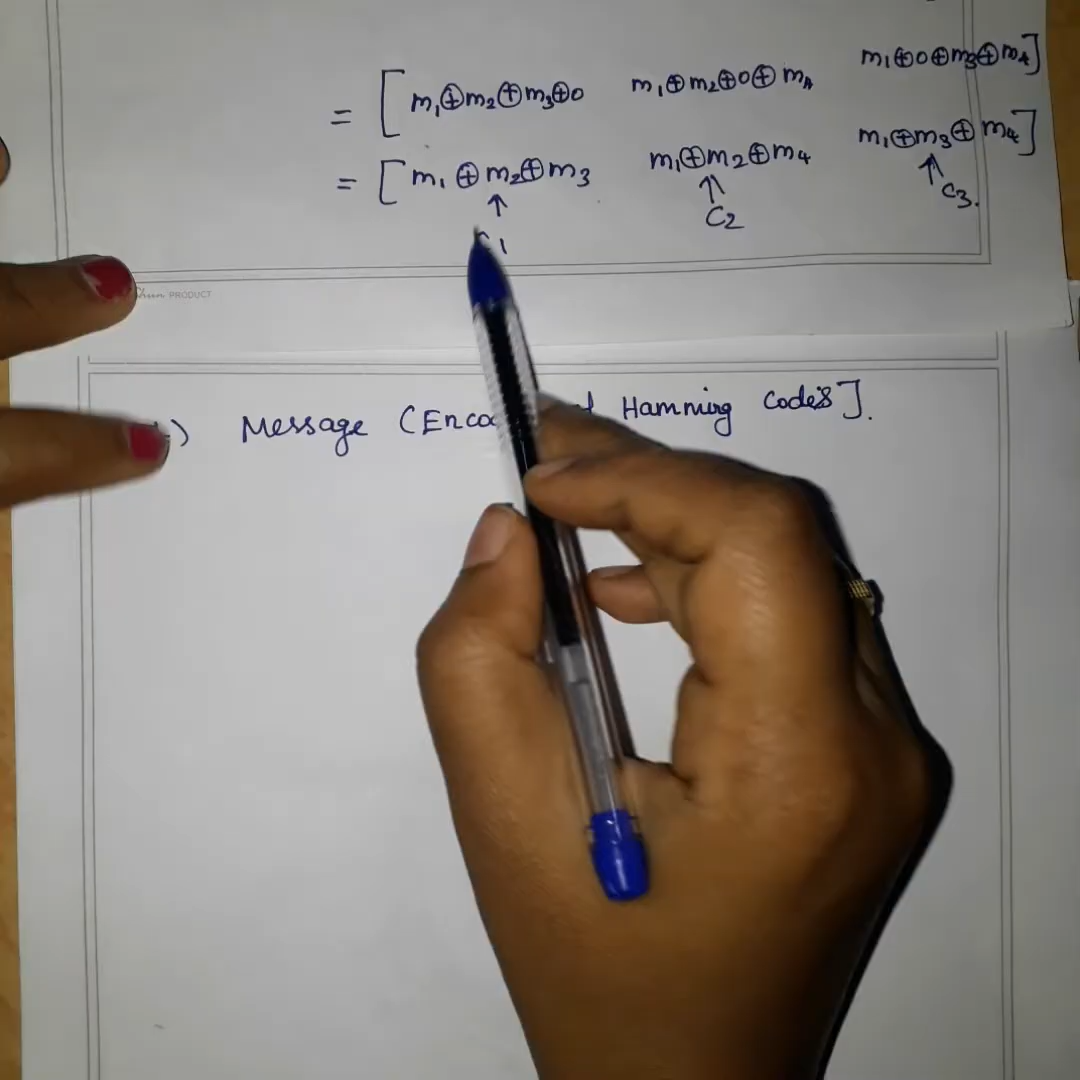 = [ m₁⊕m₂⊕m₃⊕0 m₁⊕m₂⊕0⊕m₄ m₁⊕0⊕m₃⊕m₄]
= [ m₁⊕m₂⊕m₃ m₁⊕m₂⊕m₄ m₁⊕m₃⊕m₄]
↑ ↑ ↑
C₂ C₃.
PRODUCT
) Message ( Hamming Codes].